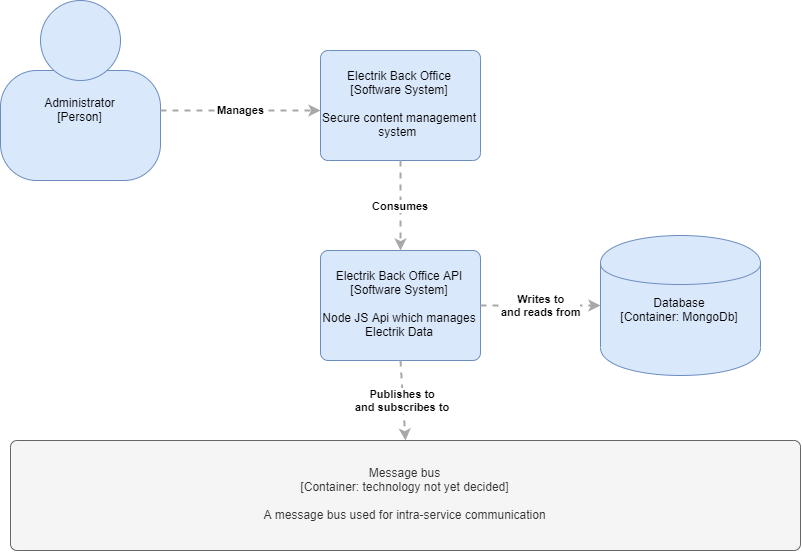 Administrator
[Person]
Manages
Electrik Back Office
[Software System]
Secure content management
system
Consumes
Electrik Back Office API
[Software System]
Node JS Api which manages
Electrik Data
Writes to
and reads from
Database
[Container: MongoDb]
Publishes to
and subscribes to
Message bus
[Container: technology not yet decided]
A message bus used for intra-service communication